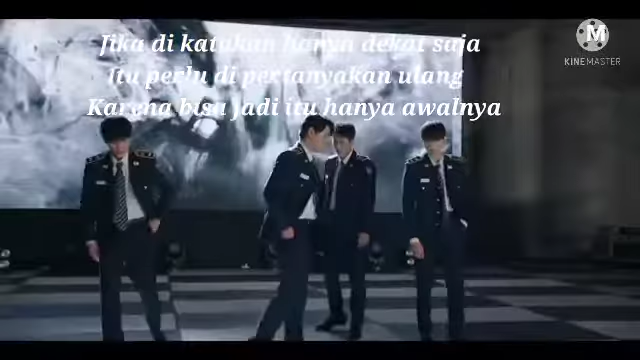 Jika di katakan hanya dekat saja
Itu perlu di pertanyakan ulang
Karena bisa jadi itu hanya awalnya
M
KINEMASTER